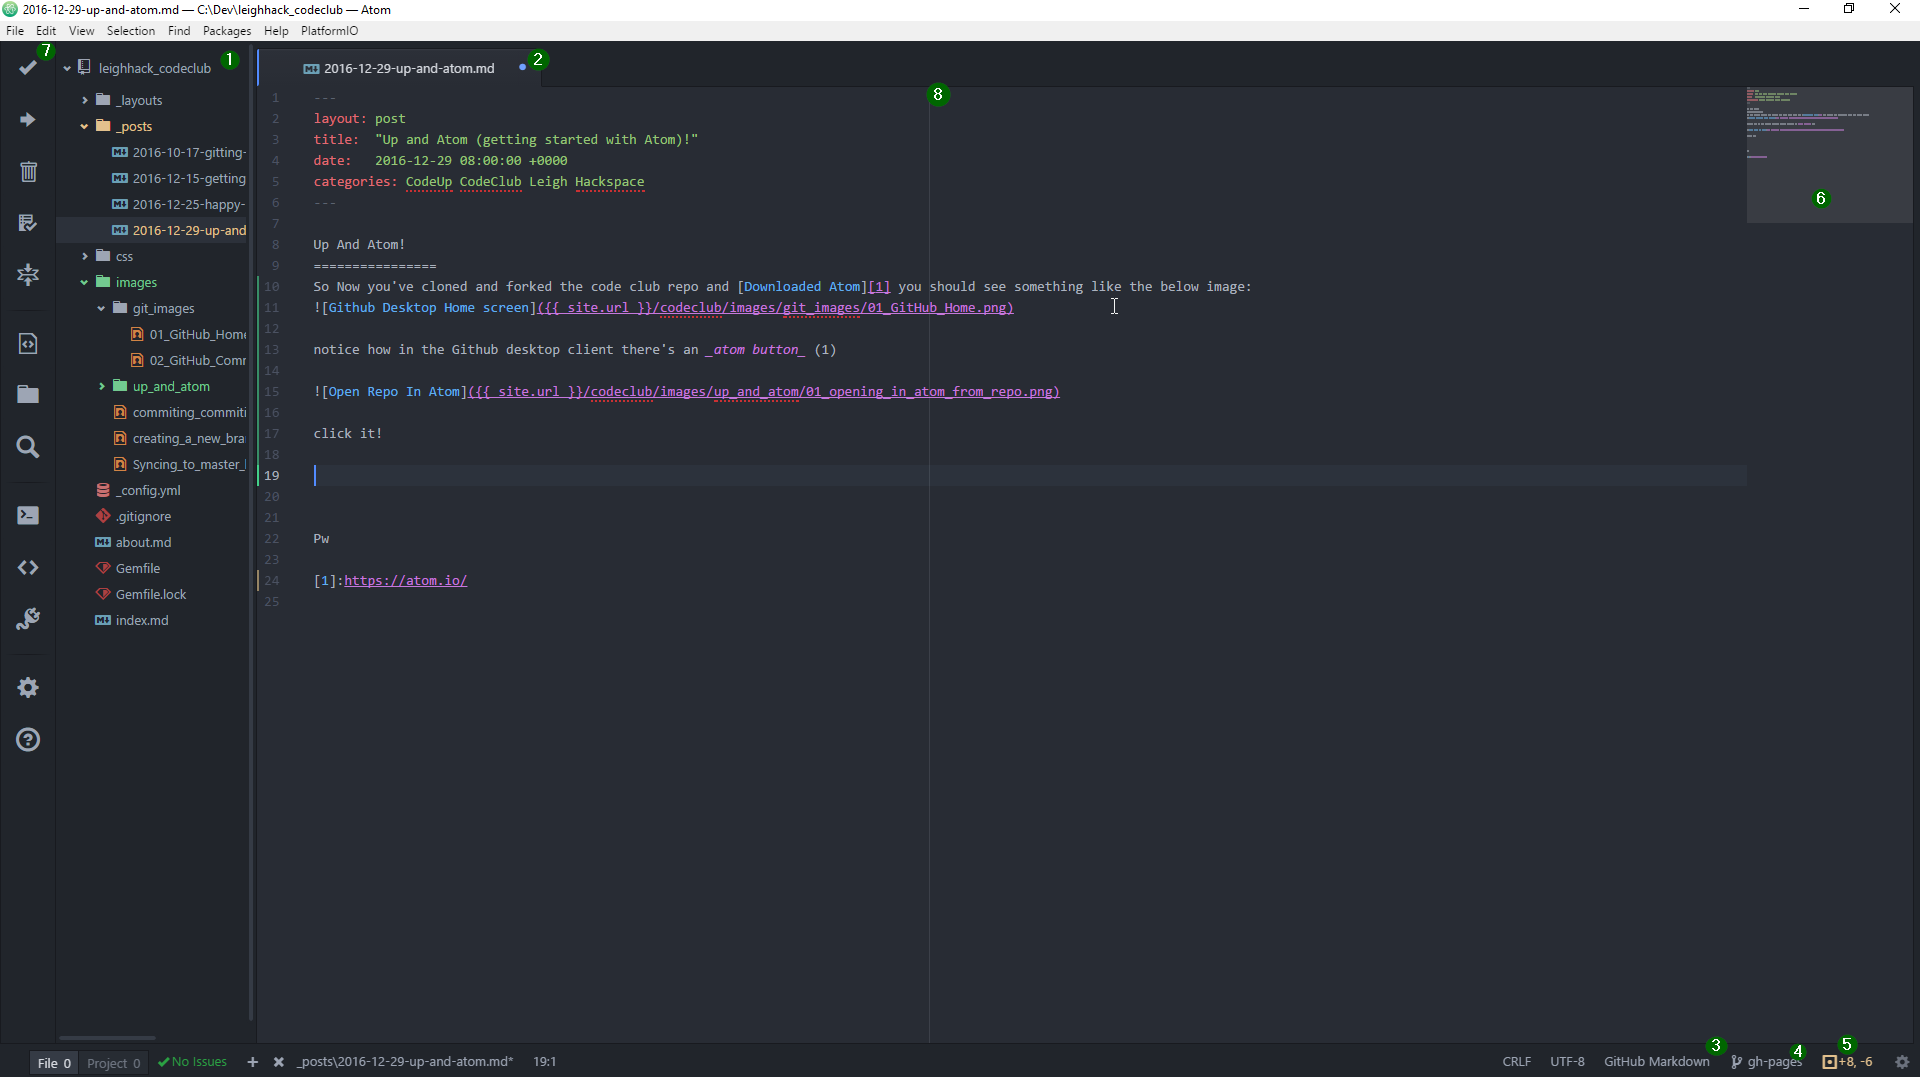 2016-12-29-up-and-atom.md — C:\Dev\leighhack_codeclub — Atom
File Edit View Selection Find Packages Help PlatformIO
7
leighhack_codeclub 1
_layouts
_posts
2016-10-17-gitting-
2016-12-15-getting
2016-12-25-happy-
2016-12-29-up-and
css
images
git_images
01_GitHub_Home
02_GitHub_Comm
up_and_atom
commiting_commiti
creating_a_new_bra
Syncing_to_master_
_config.yml
.gitignore
about.md
Gemfile
Gemfile.lock
index.md
2016-12-29-up-and-atom.md 2
8
1 ---
2 layout: post
3 title: "Up and Atom (getting started with Atom)!"
4 date: 2016-12-29 08:00:00 +0000
5 categories: CodeUp CodeClub Leigh Hackspace
6 ---
7
8 Up And Atom!
9 ================
10 So Now you've cloned and forked the code club repo and [Downloaded Atom][1] you should see something like the below image:
11 ![Github Desktop Home screen]({{ site.url }}/codeclub/images/git_images/01_GitHub_Home.png)
12
13 notice how in the Github desktop client there's an _atom button_ (1)
14
15 ![Open Repo In Atom]({{ site.url }}/codeclub/images/up_and_atom/01_opening_in_atom_from_repo.png)
16
17 click it!
18
19
20
21
22 Pw
23
24 [1]:https://atom.io/
25
6
File 0 Project 0 No Issues _posts\2016-12-29-up-and-atom.md* 19:1 CRLF UTF-8 GitHub Markdown 3 gh-pages 4 +8, -6 5